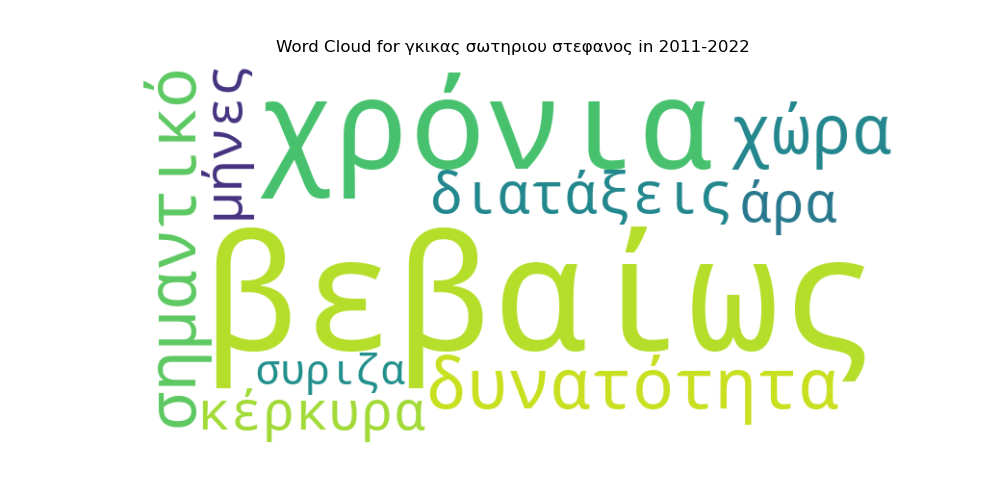 Word Cloud for γκικας σωτηριου στεφανος in 2011-2022
σημαντικό
μήνες
χρόνια
χώρα
διατάξεις
άρα
βεβαίως
συριζα
δυνατότητα
κέρκυρα